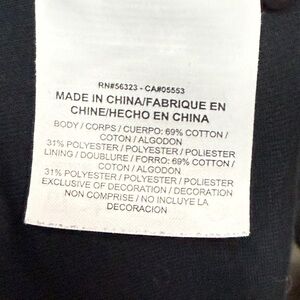 RN#56323 - CA#05553
MADE IN CHINA/FABRIQUE EN
CHINE/HECHO EN CHINA
BODY / CORPS / CUERPO: 69% COTTON /
COTON / ALGODON
31% POLYESTER / POLYESTER / POLIESTER
LINING / DOUBLURE / FORRO: 69% COTTON /
COTON / ALGODON
31% POLYESTER / POLYESTER / POLIESTER
EXCLUSIVE OF DECORATION / DECORATION
NON COMPRISE / NO INCLUYE LA
DECORACION